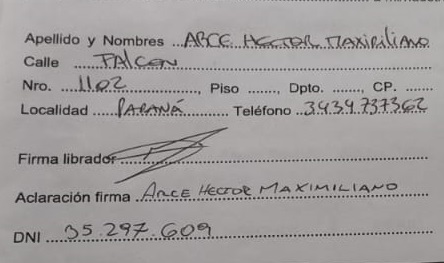 Apellido y Nombres ARCE HECTOR MAXIMILIANO
Calle FALCON
Nro. 1102, Piso ........, Dpto. ........, CP. ........
Localidad PARANÁ Teléfono 3434737362
Firma librador
Aclaración firma ARCE HECTOR MAXIMILIANO
DNI 35.297.609